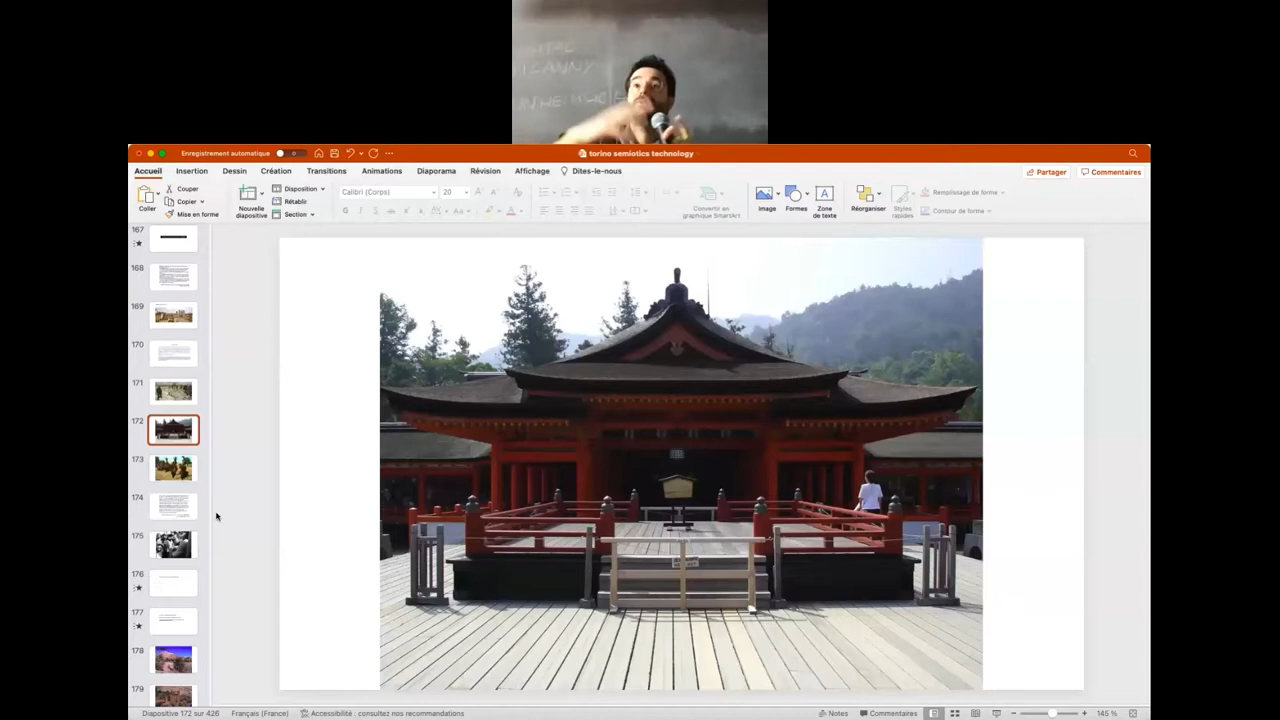 CANNY
Enregistrement automatique
torino semiotics technology
Accueil Insertion Dessin Création Transitions Animations Diaporama Révision Affichage Dites-le-nous
Partager Commentaires
Coller
Couper
Copier
Mise en forme
Nouvelle
diapositive
Disposition
Rétablir
Section
Calibri (Corps) 20
Convertir en
graphique SmartArt
Image
Formes
Zone
de texte
Réorganiser
Styles
rapides
Remplissage de forme
Contour de forme
167
168
169
170
171
172
173
174
175
176
177
178
179
Diapositive 172 sur 426 Français (France) Accessibilité : consultez nos recommandations Notes Commentaires 145 %